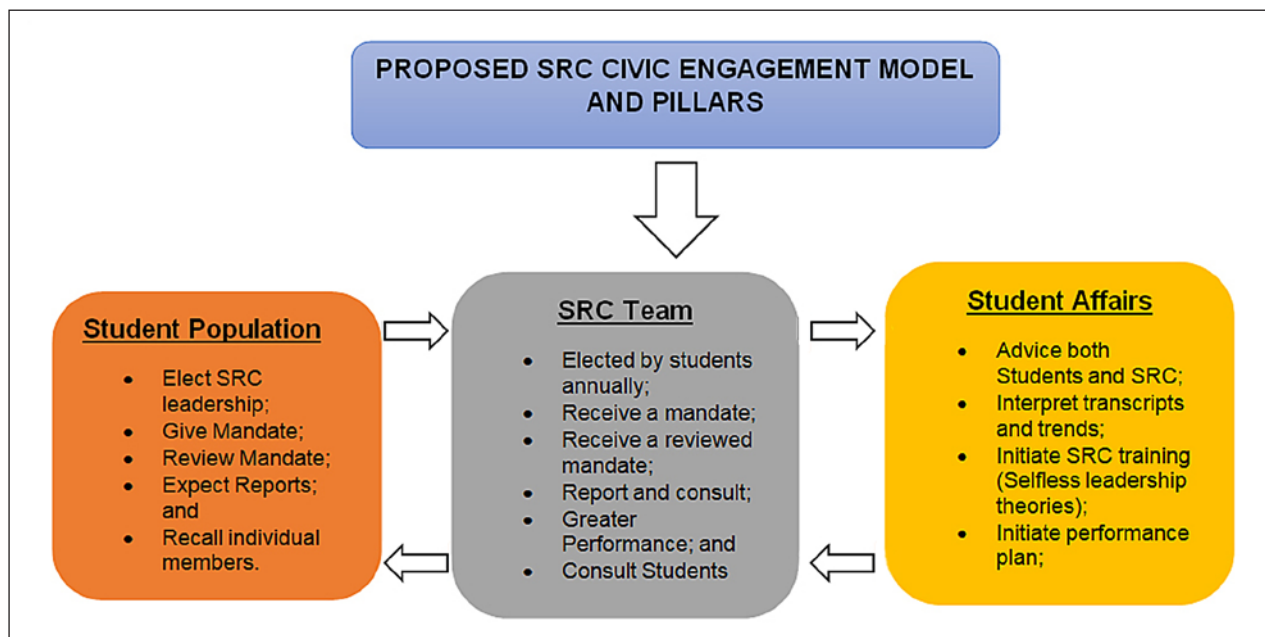 PROPOSED SRC CIVIC ENGAGEMENT MODEL
AND PILLARS
Student Population
• Elect SRC
leadership;
• Give Mandate;
• Review Mandate;
• Expect Reports;
and
• Recall individual
members.
SRC Team
• Elected by students
annually;
• Receive a mandate;
• Receive a reviewed
mandate;
• Report and consult;
• Greater
Performance; and
• Consult Students
Student Affairs
• Advice both
Students and SRC;
• Interpret transcripts
and trends;
• Initiate SRC training
(Selfless leadership
theories);
• Initiate performance
plan;